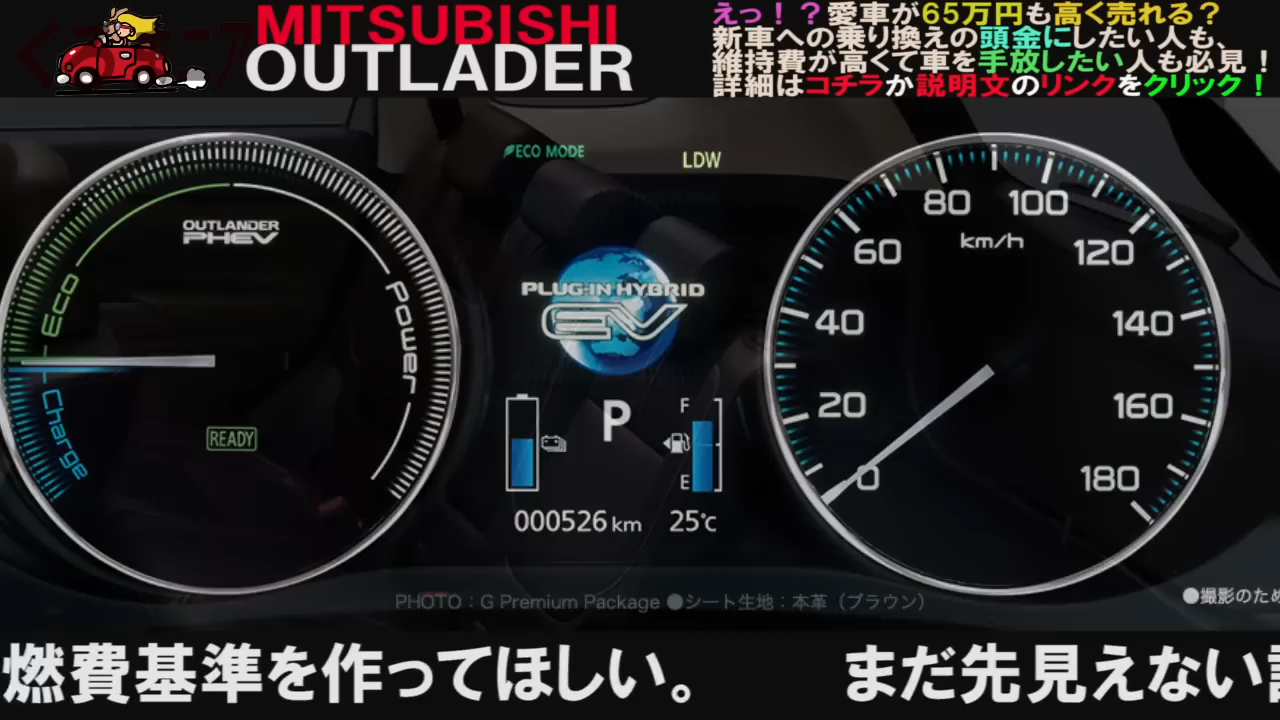 MITSUBISHI
OUTLADER
えっ！？愛車が65万円も高く売れる？
新車への乗り換えの頭金にしたい人も、
維持費が高くて車を手放したい人も必見！
詳細はコチラか説明文のリンクをクリック！
ECO MODE
LDW
OUTLANDER
PHEV
Eco
Power
Charge
READY
PLUG-IN HYBRID
EV
P
F
E
000526 km
25℃
0
20
40
60
80
100
120
140
160
180
km/h
PHOTO：G Premium Package ●シート生地：本革（ブラウン）
●撮影のため
燃費基準を作ってほしい。
まだ先見えない